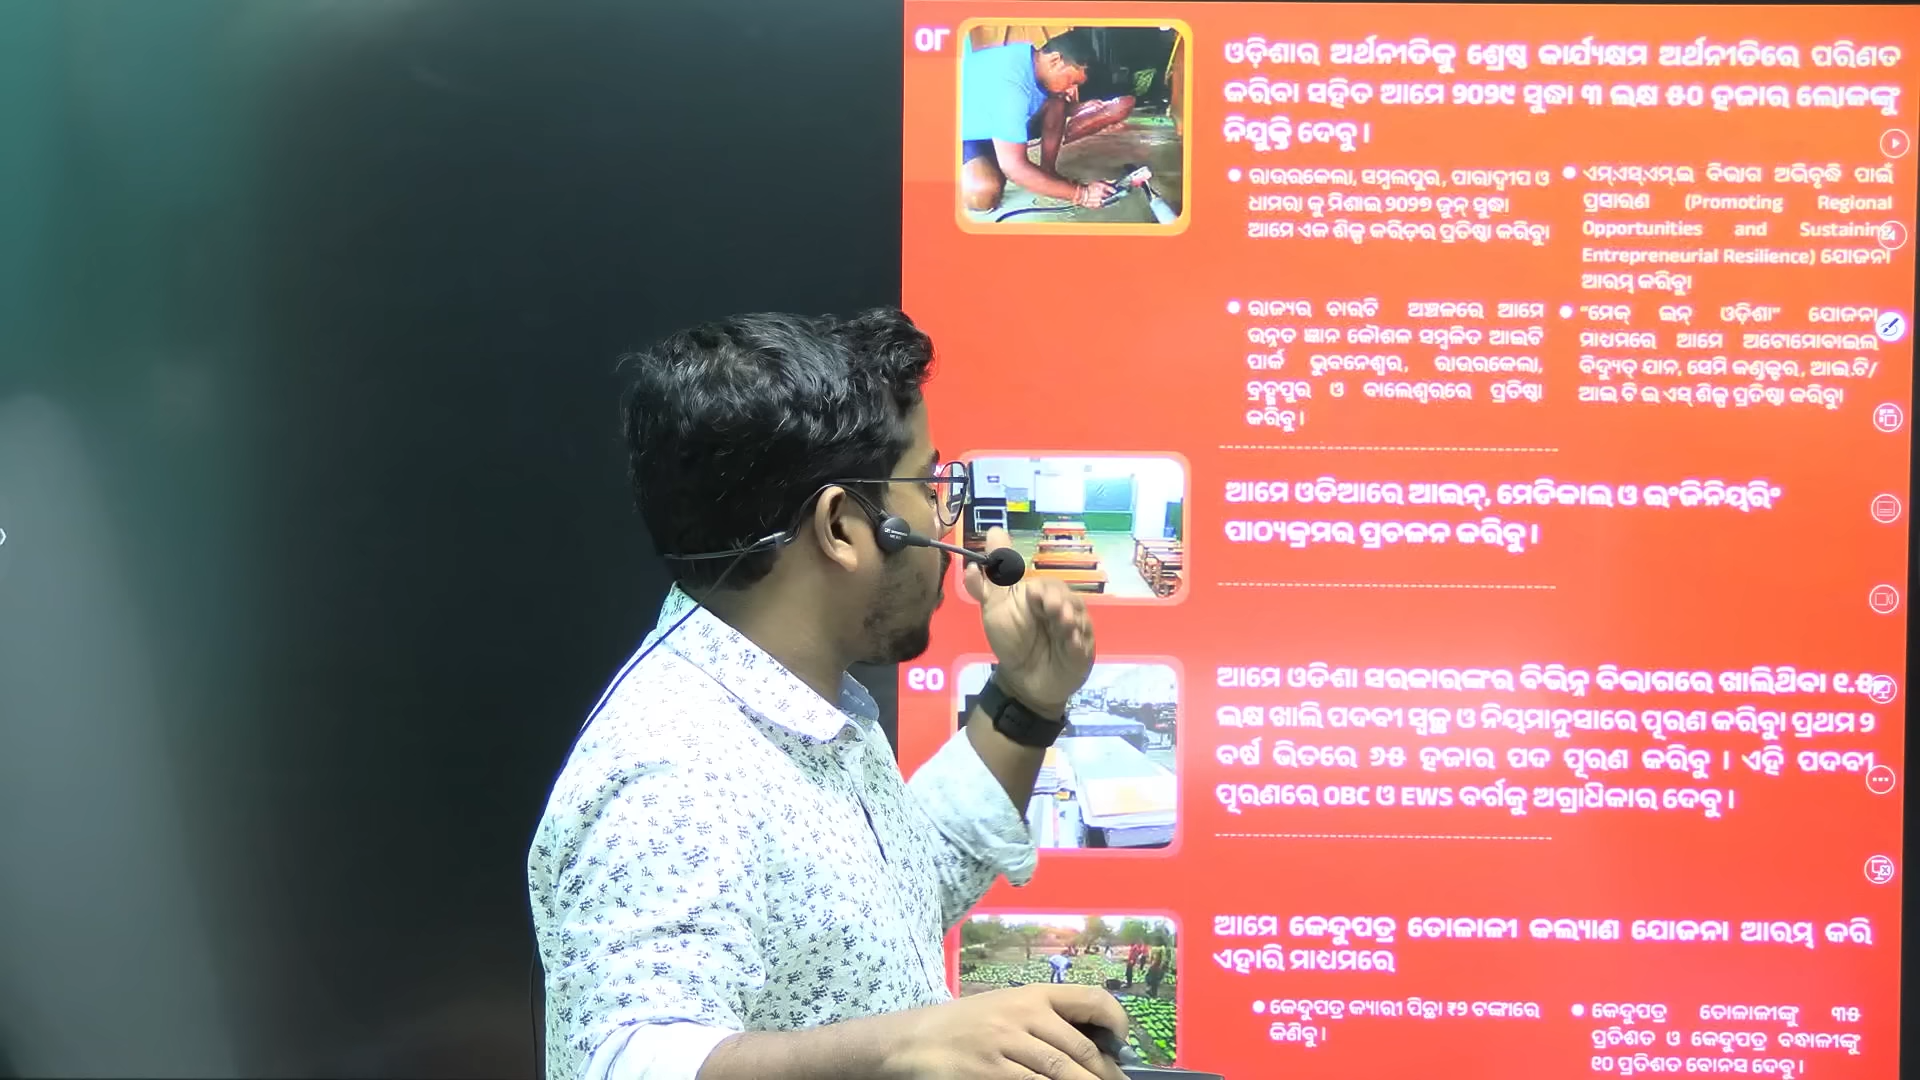 ୦୮
ଓଡ଼ିଶାର ଅର୍ଥନୀତିକୁ ଶ୍ରେଷ୍ଠ କାର୍ଯ୍ୟକ୍ଷମ ଅର୍ଥନୀତିରେ ପରିଣତ
କରିବା ସହିତ ଆମେ ୨୦୨୯ ସୁଦ୍ଧା ୩ ଲକ୍ଷ ୫୦ ହଜାର ଲୋକଙ୍କୁ
ନିଯୁକ୍ତି ଦେବୁ ।
ରାଉରକେଲା, ସମ୍ବଲପୁର, ପାରାଦ୍ୱୀପ ଓ
ଧାମରା କୁ ମିଶାଇ ୨୦୨୭ ଜୁନ୍ ସୁଦ୍ଧା
ଆମେ ଏକ ଶିଳ୍ପ କରିଡ଼ର ପ୍ରତିଷ୍ଠା କରିବୁ।
ଏମ୍.ଏସ୍.ଏମ୍.ଇ ବିଭାଗ ଅଭିବୃଦ୍ଧି ପାଇଁ
ପ୍ରସାରଣ (Promoting Regional
Opportunities and Sustaining
Entrepreneurial Resilience) ଯୋଜନା
ଆରମ୍ଭ କରିବୁ।
ରାଜ୍ୟର ଚାରଟି ଅଞ୍ଚଳରେ ଆମେ
ଉନ୍ନତ ଜ୍ଞାନ କୌଶଳ ସମ୍ବଳିତ ଆଇଟି
ପାର୍କ ଭୁବନେଶ୍ୱର, ରାଉରକେଲା,
ବ୍ରହ୍ମପୁର ଓ ବାଲେଶ୍ୱରରେ ପ୍ରତିଷ୍ଠା
କରିବୁ ।
"ମେକ୍ ଇନ୍ ଓଡ଼ିଶା" ଯୋଜନା
ମାଧ୍ୟମରେ ଆମେ ଅଟୋମୋବାଇଲ
ବିଦ୍ୟୁତ୍ ଯାନ, ସେମି କଣ୍ଡକ୍ଟର, ଆଇ.ଟି/
ଆଇ ଟି ଇ ଏସ୍ ଶିଳ୍ପ ପ୍ରତିଷ୍ଠା କରିବୁ।
ଆମେ ଓଡିଆରେ ଆଇନ୍, ମେଡିକାଲ ଓ ଇଂଜିନିୟରିଂ
ପାଠ୍ୟକ୍ରମର ପ୍ରଚଳନ କରିବୁ ।
୧୦
ଆମେ ଓଡିଶା ସରକାରଙ୍କର ବିଭିନ୍ନ ବିଭାଗରେ ଖାଲିଥିବା ୧.୫
ଲକ୍ଷ ଖାଲି ପଦବୀ ସ୍ୱଚ୍ଛ ଓ ନିୟମାନୁସାରେ ପୂରଣ କରିବୁ। ପ୍ରଥମ ୨
ବର୍ଷ ଭିତରେ ୬୫ ହଜାର ପଦ ପୂରଣ କରିବୁ । ଏହି ପଦବୀ
ପୂରଣରେ OBC ଓ EWS ବର୍ଗକୁ ଅଗ୍ରାଧିକାର ଦେବୁ ।
ଆମେ କେନ୍ଦୁପତ୍ର ତୋଳାଳୀ କଲ୍ୟାଣ ଯୋଜନା ଆରମ୍ଭ କରି
ଏହାରି ମାଧ୍ୟମରେ
କେନ୍ଦୁପତ୍ର କ୍ୟାରୀ ପିଛା ₹୨ ଟଙ୍କାରେ
କିଣିବୁ ।
କେନ୍ଦୁପତ୍ର ତୋଳାଳୀଙ୍କୁ ୩୫
ପ୍ରତିଶତ ଓ କେନ୍ଦୁପତ୍ର ବନ୍ଧାଳୀଙ୍କୁ
୧୦ ପ୍ରତିଶତ ବୋନସ ଦେବୁ ।